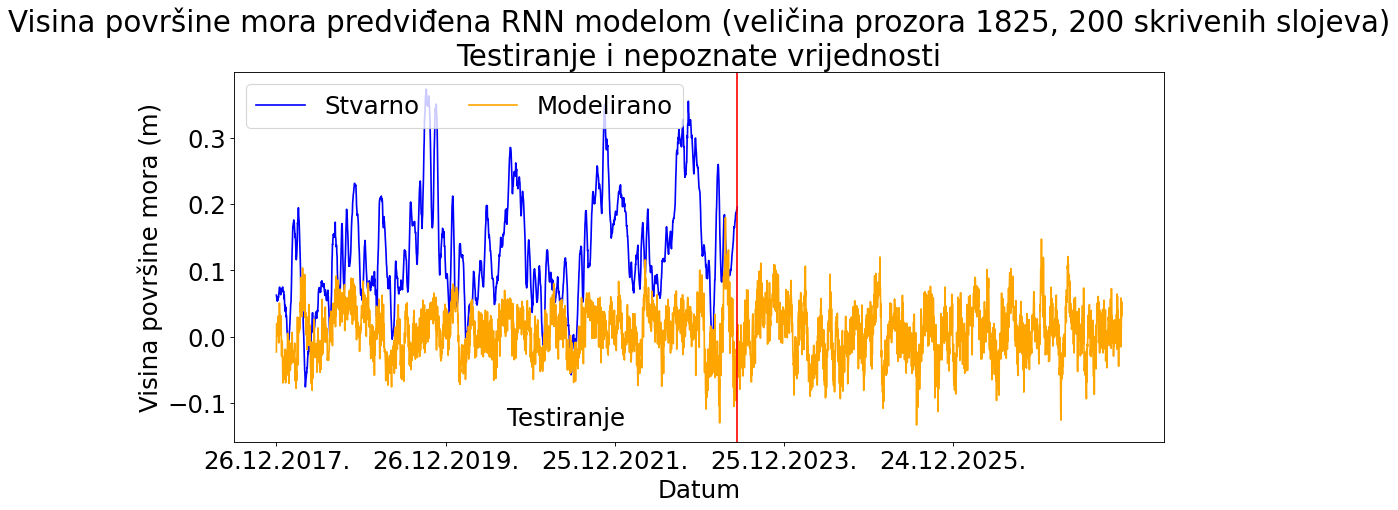 Visina površine mora predviđena RNN modelom (veličina prozora 1825, 200 skrivenih slojeva)
Testiranje i nepoznate vrijednosti
Stvarno
Modelirano
Visina površine mora (m)
0.3
0.2
0.1
0.0
−0.1
Testiranje
26.12.2017.
26.12.2019.
25.12.2021.
25.12.2023.
24.12.2025.
Datum